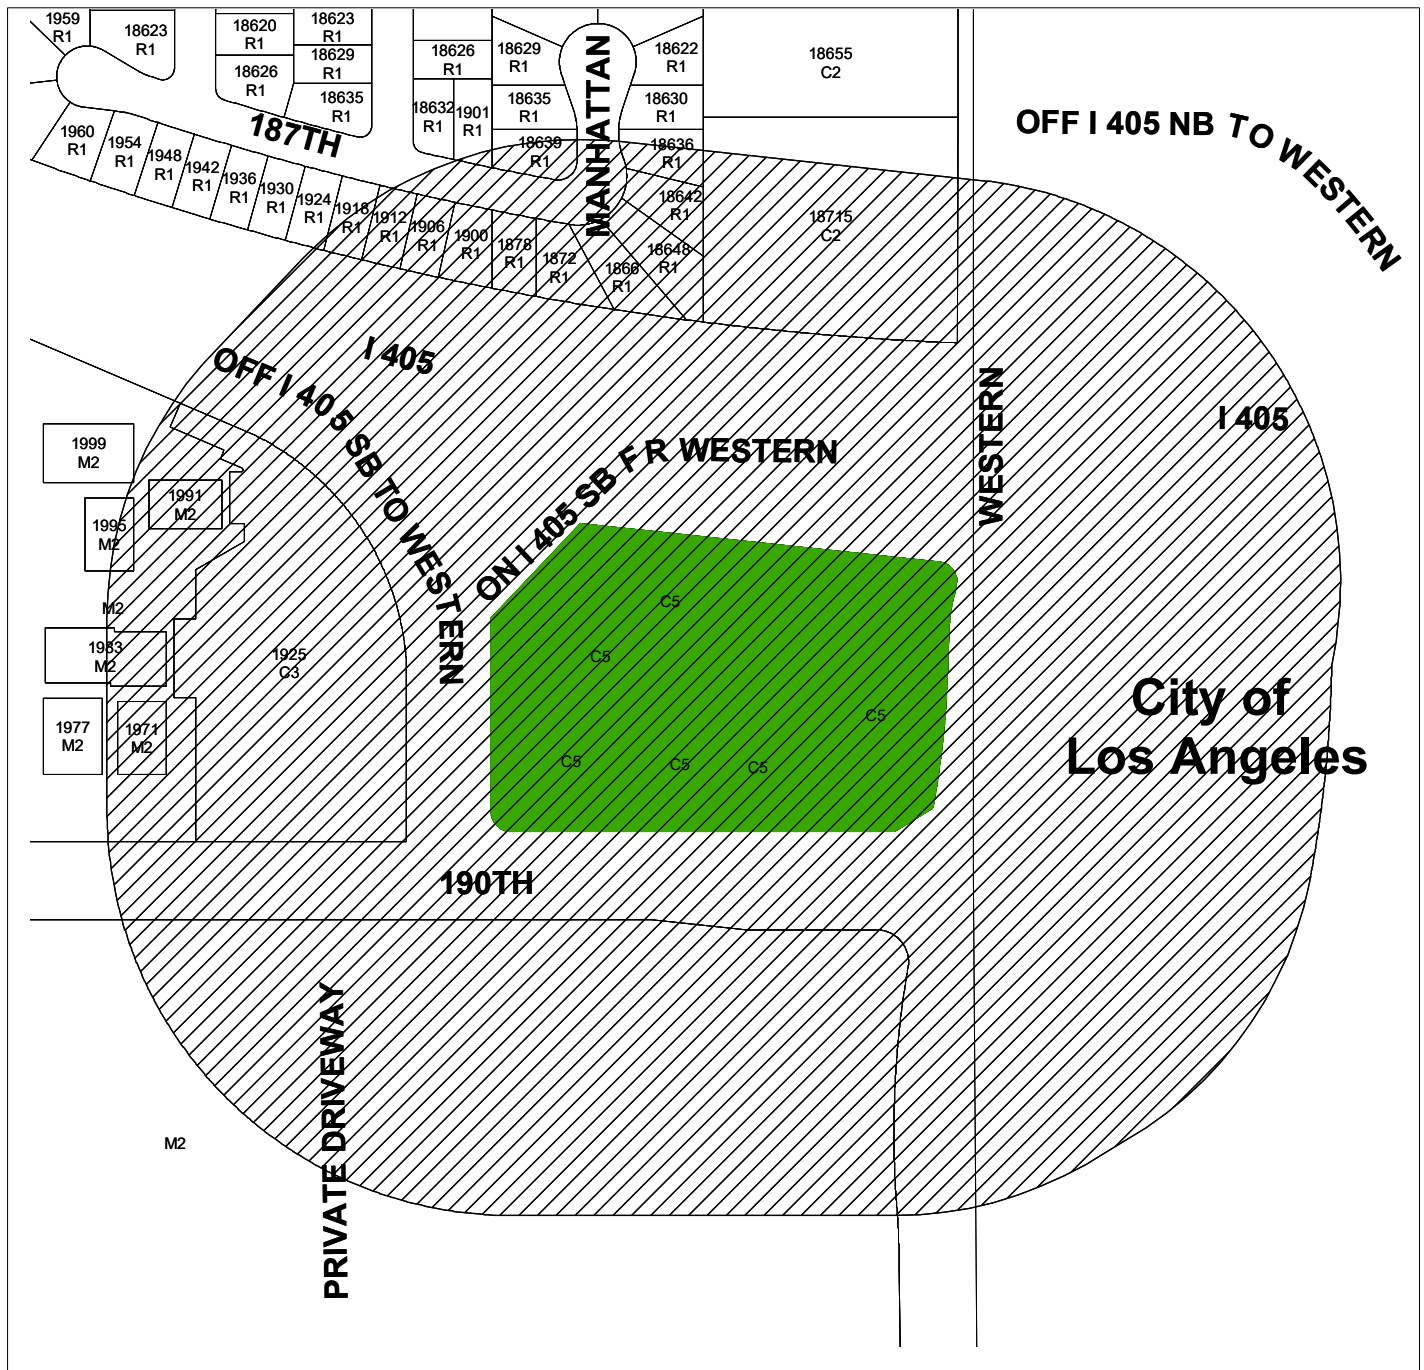 1959
R1
18623
R1
18620
R1
18623
R1
18626
R1
18629
R1
18635
R1
18626
R1
18632
R1
1901
R1
18629
R1
18635
R1
18639
R1
MANHATTAN
18622
R1
18630
R1
18636
R1
18642
R1
18648
R1
18655
C2
18715
C2
OFF I 405 NB TO WESTERN
187TH
1960
R1
1954
R1
1948
R1
1942
R1
1936
R1
1930
R1
1924
R1
1918
R1
1912
R1
1906
R1
1900
R1
1878
R1
1872
R1
1866
R1
I 405
OFF I 405 SB TO WESTERN
ON I 405 SB F R WESTERN
WESTERN
I 405
1999
M2
1991
M2
1995
M2
M2
1983
M2
1977
M2
1971
M2
1925
C3
C5
C5
C5
C5
C5
C5
City of
Los Angeles
190TH
PRIVATE DRIVEWAY
M2